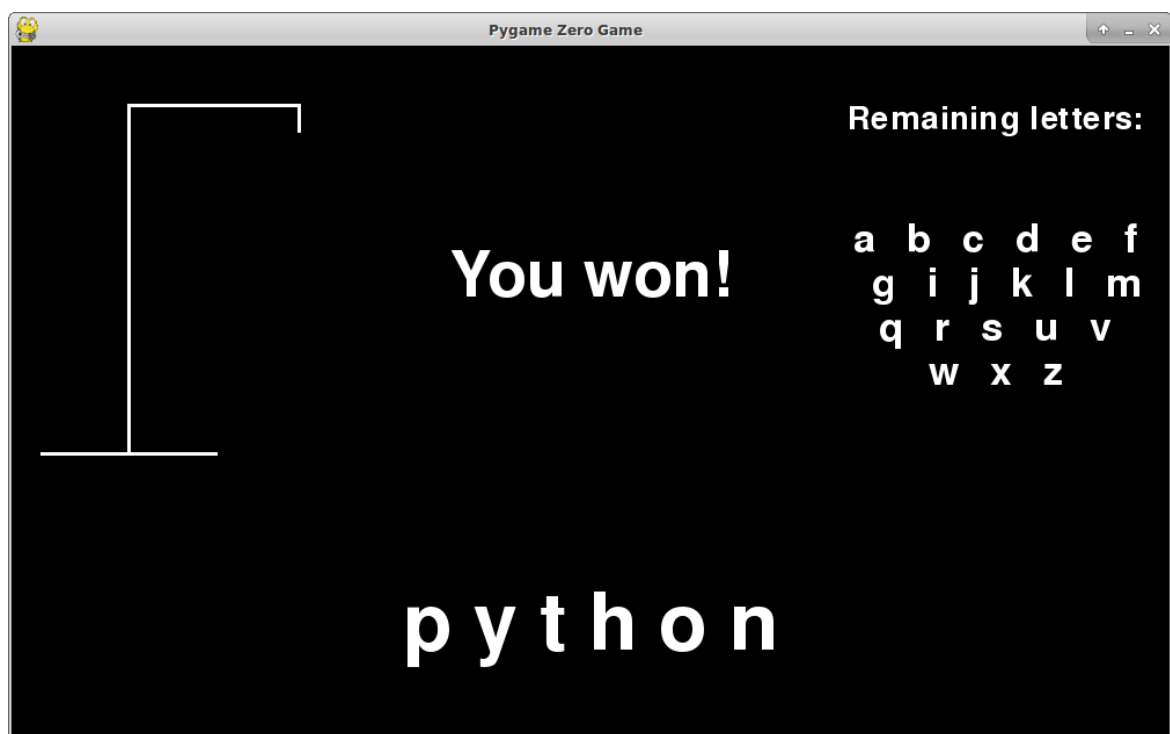 Pygame Zero Game
Remaining letters:
a b c d e f
g i j k l m
q r s u v
w x z
You won!
p y t h o n